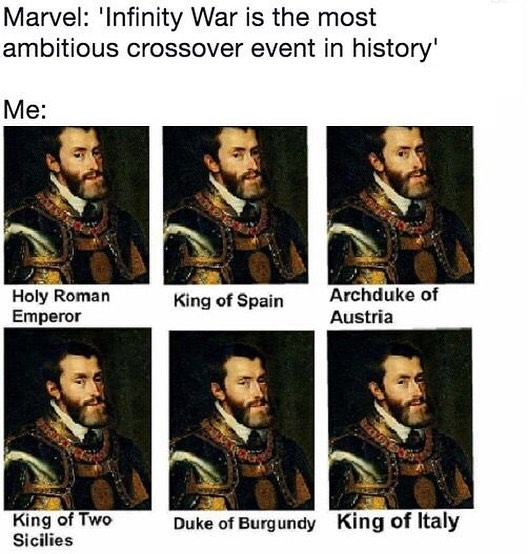 Marvel: 'Infinity War is the most
ambitious crossover event in history'
Me:
Holy Roman
Emperor
King of Spain
Archduke of
Austria
King of Two
Sicilies
Duke of Burgundy
King of Italy